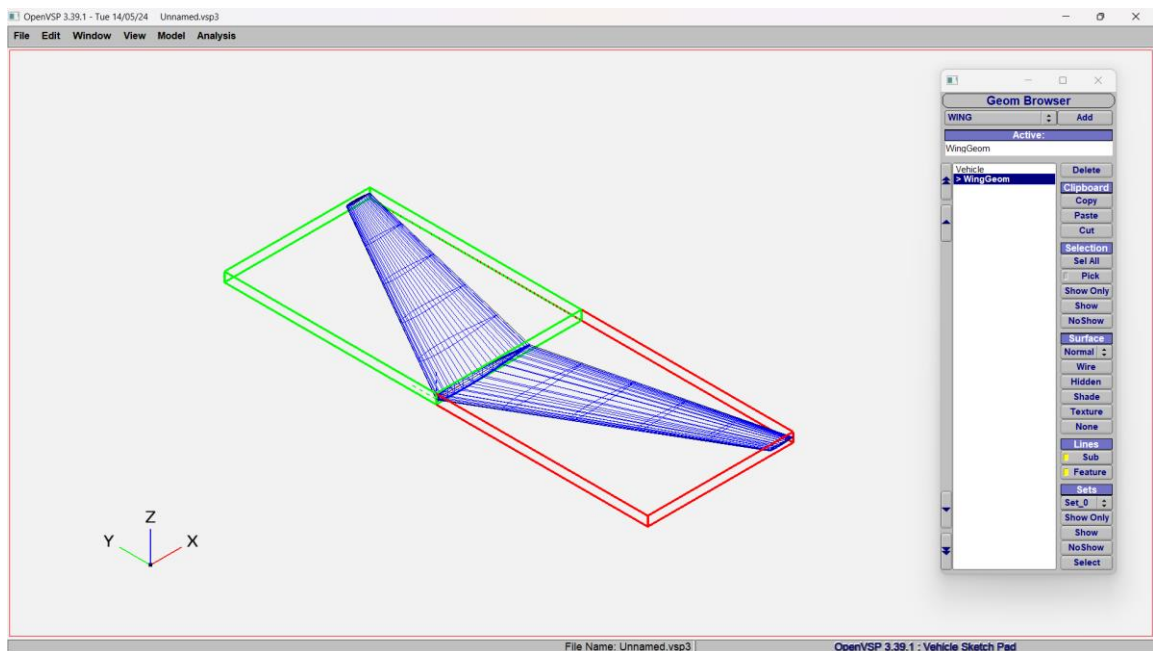 OpenVSP 3.39.1 - Tue 14/05/24 Unnamed.vsp3
File Edit Window View Model Analysis
Geom Browser
WING Add
Active:
WingGeom
Vehicle
> WingGeom
Delete
Clipboard
Copy
Paste
Cut
Selection
Sel All
Pick
Show Only
Show
NoShow
Surface
Normal
Wire
Hidden
Shade
Texture
None
Lines
Sub
Feature
Sets
Set_0
Show Only
Show
NoShow
Select
Z
Y X
File Name: Unnamed.vsp3 OpenVSP 3.39.1 : Vehicle Sketch Pad